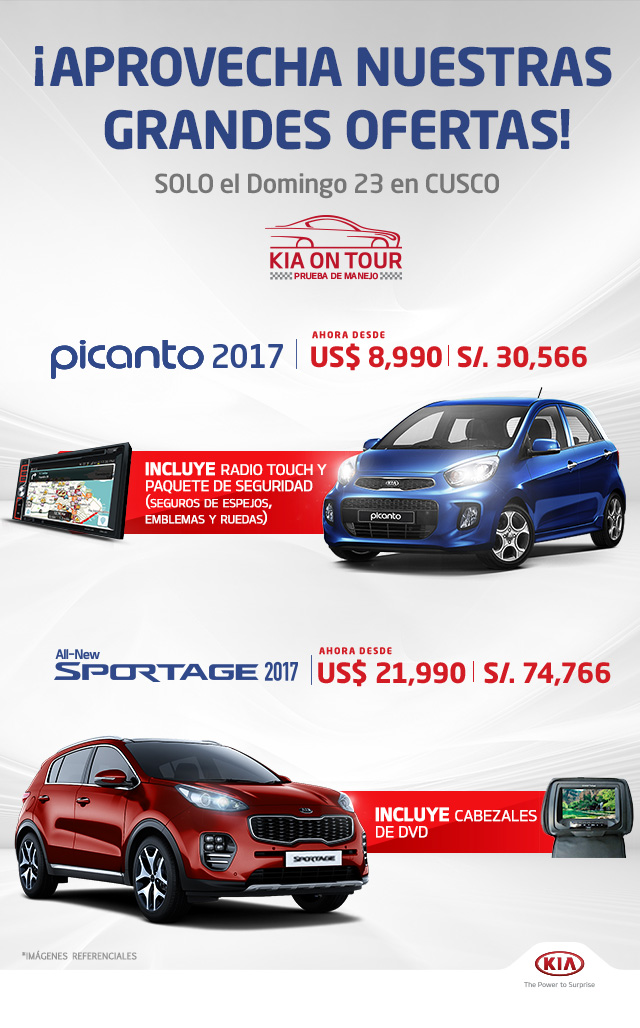 ¡APROVECHA NUESTRAS
GRANDES OFERTAS!
SOLO el Domingo 23 en CUSCO
KIA ON TOUR
PRUEBA DE MANEJO
picanto 2017
AHORA DESDE
US$ 8,990 | S/. 30,566
INCLUYE RADIO TOUCH Y
PAQUETE DE SEGURIDAD
(SEGUROS DE ESPEJOS,
EMBLEMAS Y RUEDAS)
KIA
picanto
All-New
SPORTAGE 2017
AHORA DESDE
US$ 21,990 | S/. 74,766
INCLUYE CABEZALES
DE DVD
KIA
SPORTAGE
*IMÁGENES REFERENCIALES
KIA
The Power to Surprise